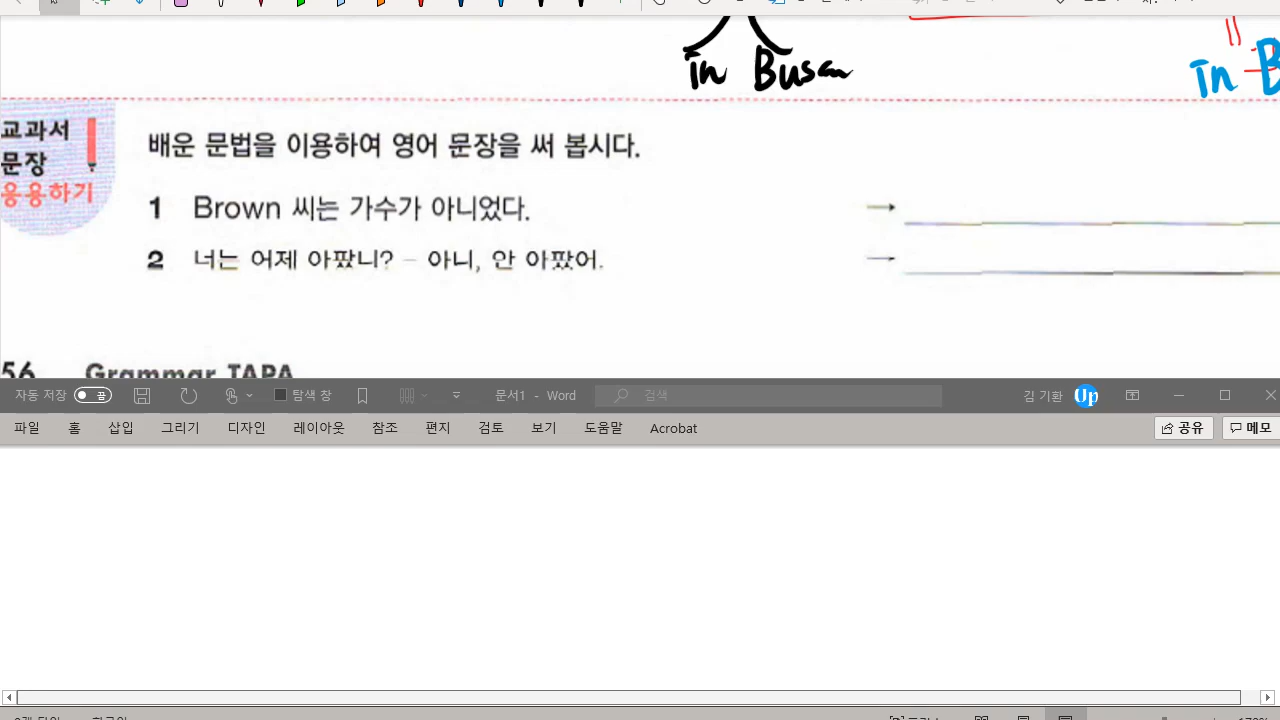 in Busan
in B
교과서
문장
응용하기
배운 문법을 이용하여 영어 문장을 써 봅시다.
1 Brown 씨는 가수가 아니었다. →
2 너는 어제 아팠니? – 아니, 안 아팠어. →
56 Grammar TAPA
자동 저장 끔 탐색 창 문서1 - Word 검색 김 기환 Up
파일 홈 삽입 그리기 디자인 레이아웃 참조 편지 검토 보기 도움말 Acrobat 공유 메모